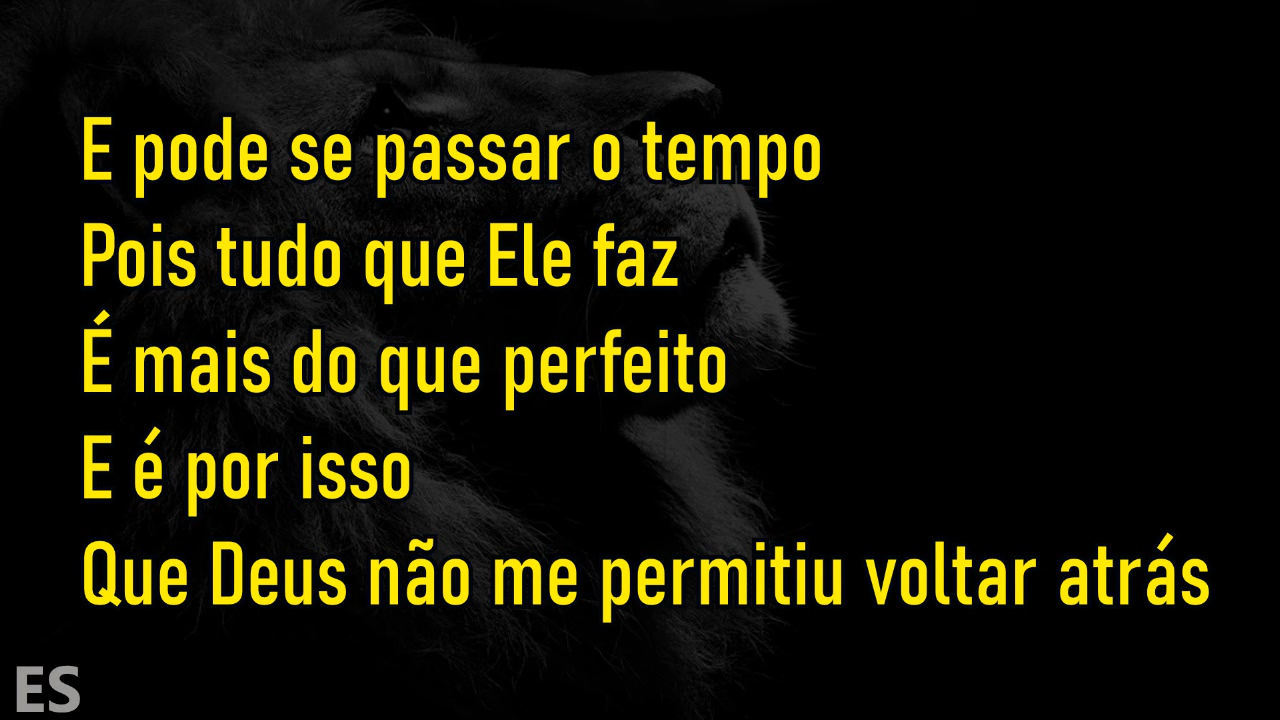 E pode se passar o tempo
Pois tudo que Ele faz
É mais do que perfeito
E é por isso
Que Deus não me permitiu voltar atrás
ES